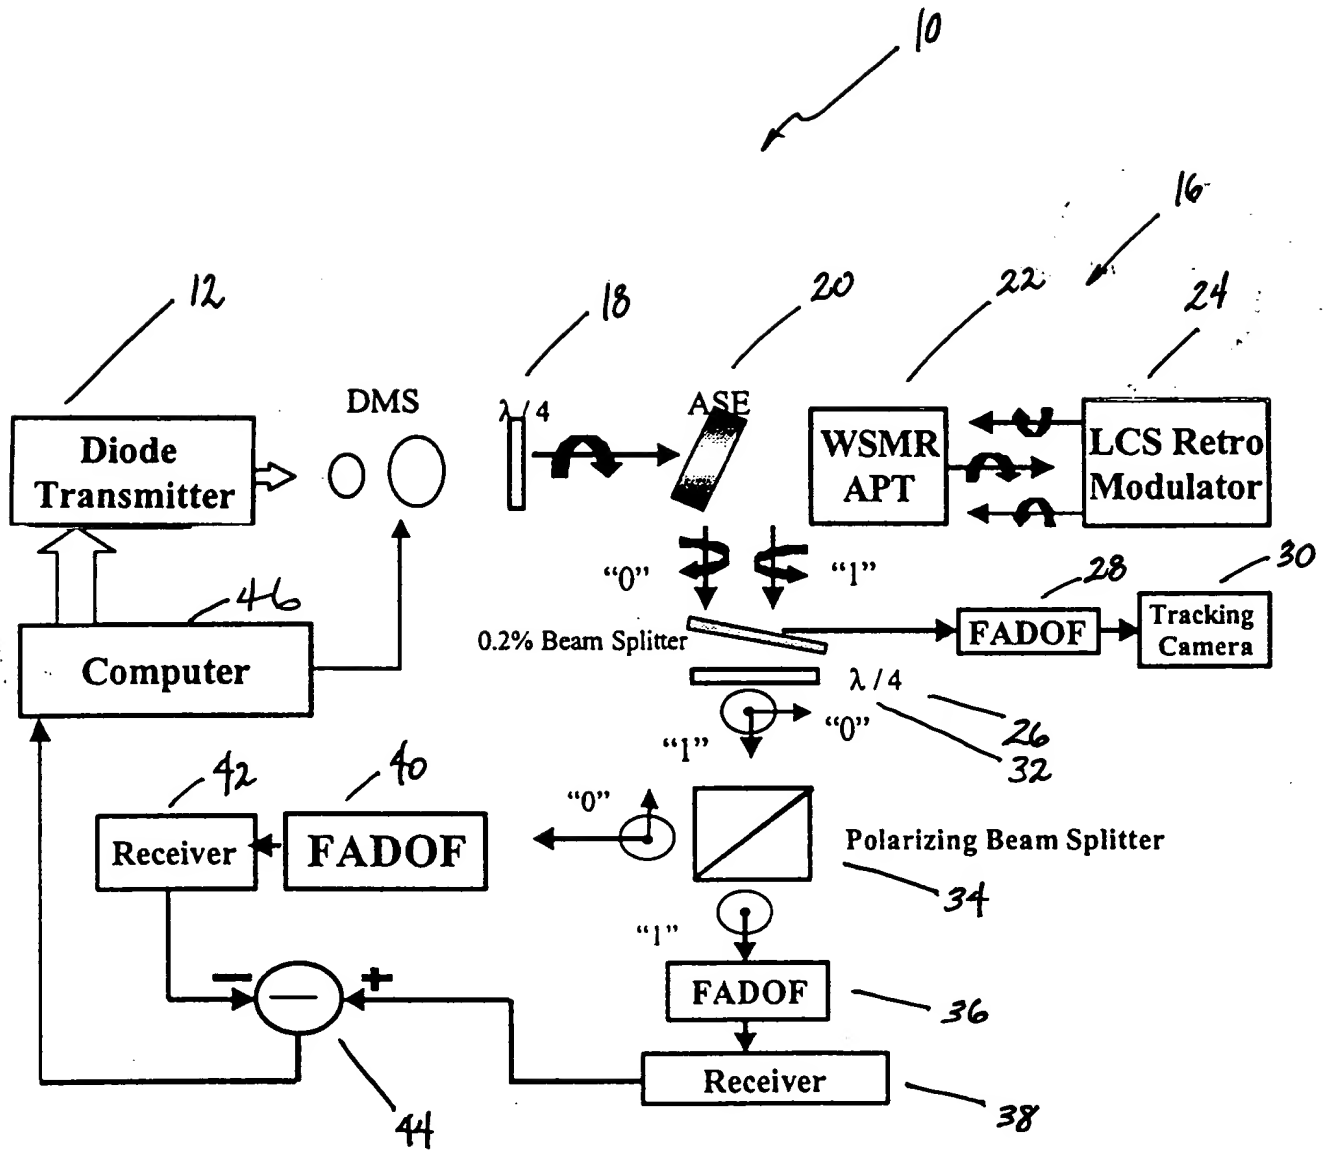 10
16
12
18
20
22
24
DMS
λ / 4
ASE
Diode
Transmitter
WSMR
APT
LCS Retro
Modulator
“0”
“1”
28
30
46
0.2% Beam Splitter
FADOF
Tracking
Camera
Computer
λ / 4
“0”
“1”
26
32
42
40
“0”
Receiver
FADOF
Polarizing Beam Splitter
34
“1”
− +
−
FADOF
36
Receiver
38
44